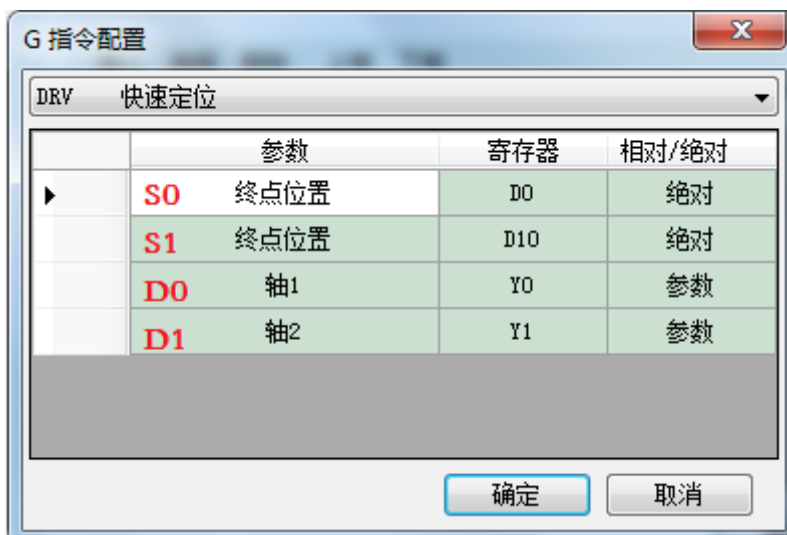 G 指令配置
DRV 快速定位
参数 寄存器 相对/绝对
S0 终点位置 D0 绝对
S1 终点位置 D10 绝对
D0 轴1 Y0 参数
D1 轴2 Y1 参数
确定 取消